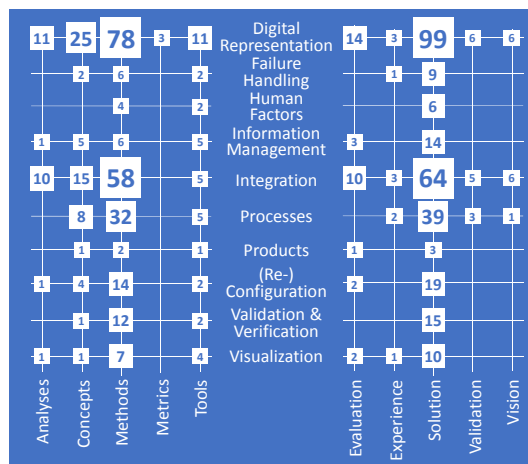 11 25 78 3 11 Digital Representation 14 3 99 6 6
2 6 2 Failure Handling 1 9
4 2 Human Factors 6
1 5 6 5 Information Management 3 14
10 15 58 5 Integration 10 3 64 5 6
8 32 5 Processes 2 39 3 1
1 2 1 Products 1 3
1 4 14 2 (Re-) Configuration 2 19
1 12 2 Validation & Verification 15
1 1 7 4 Visualization 2 1 10
Analyses Concepts Methods Metrics Tools Evaluation Experience Solution Validation Vision